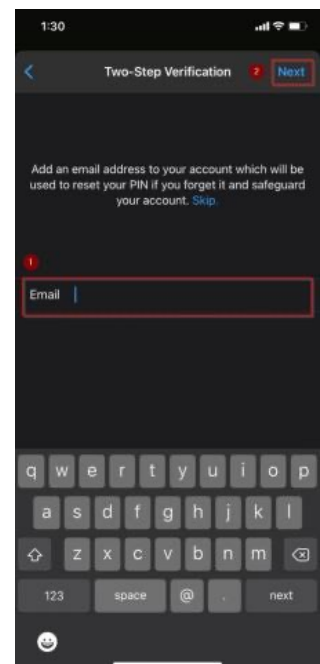 1:30
Two-Step Verification 2 Next
Add an email address to your account which will be
used to reset your PIN if you forget it and safeguard
your account. Skip.
1
Email
q w e r t y u i o p
a s d f g h j k l
z x c v b n m
123 space @ . next